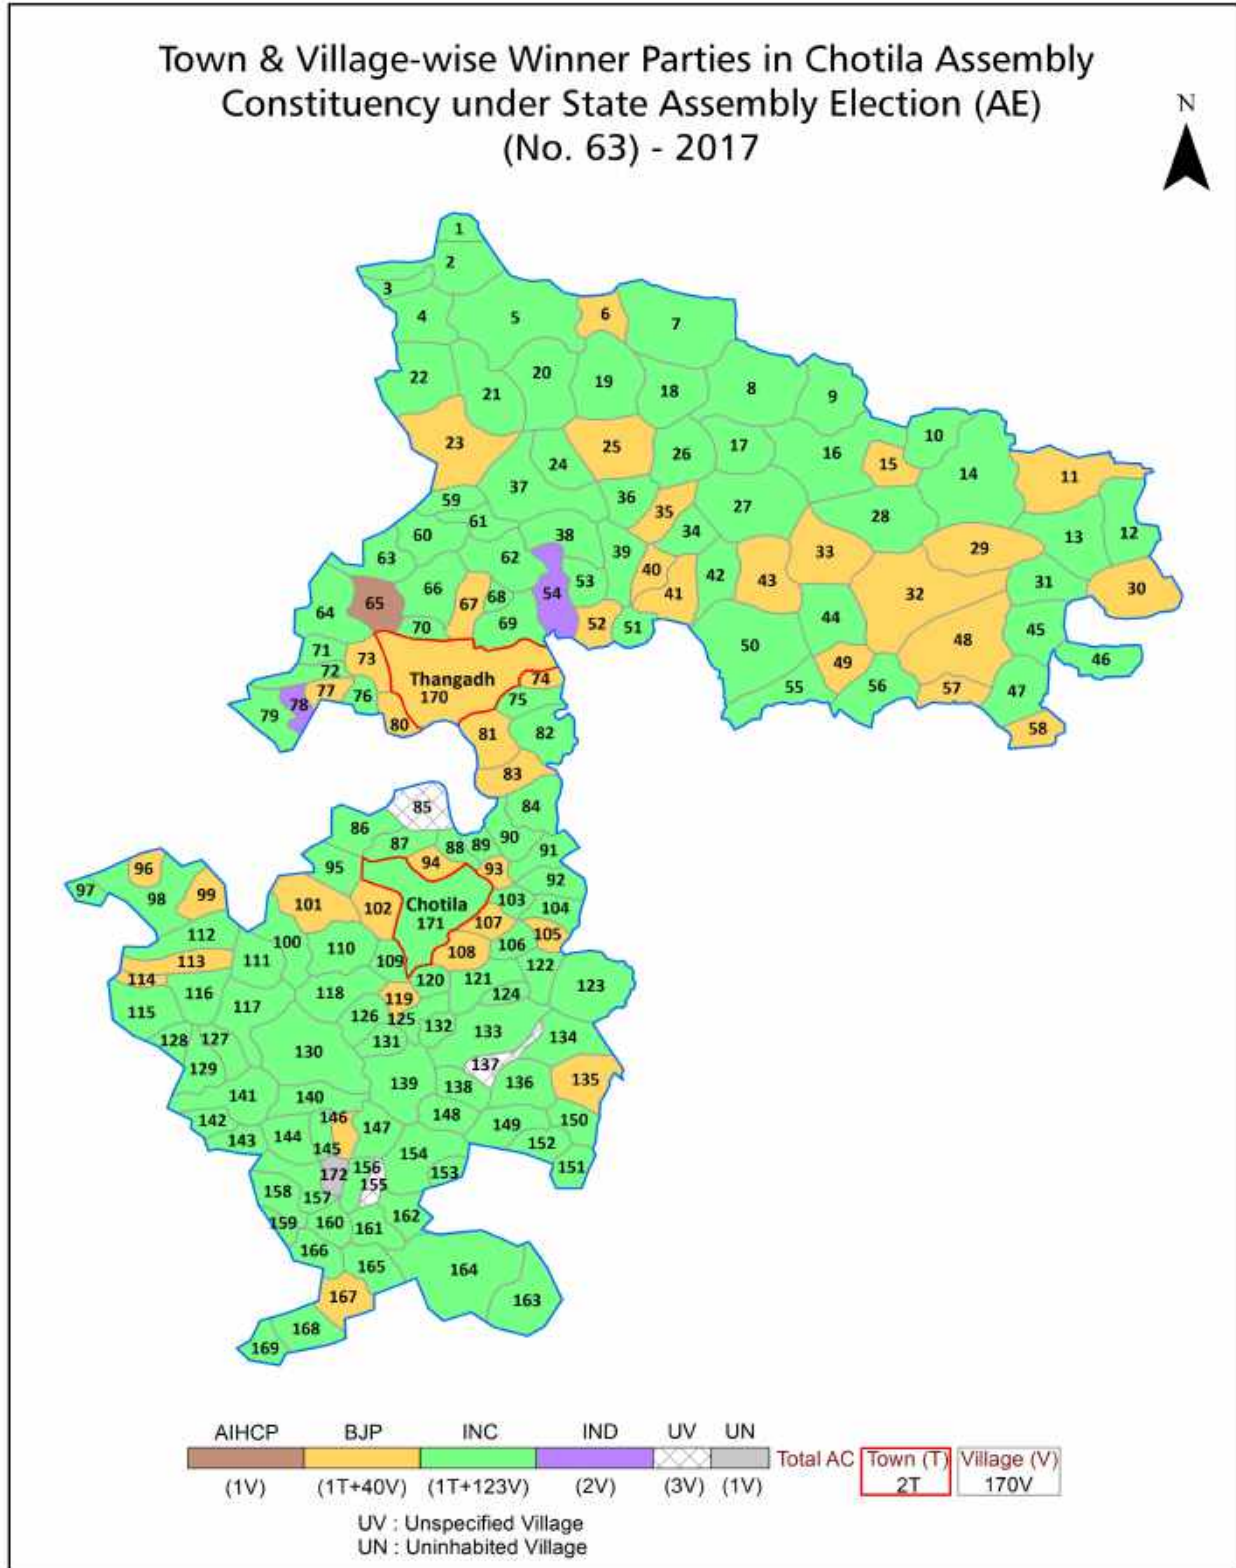 Town & Village-wise Winner Parties in Chotila Assembly
Constituency under State Assembly Election (AE)
(No. 63) - 2017
N
1
2
3
4 5 6 7
22 21 20 19 18 8 9
23 24 25 26 17 16 15 10 14 11
59 37 36 35 34 27 28 13 12
60 61 38 39 33 29
63 62 53 40 43 32 31 30
64 65 66 67 68 54 41 42 44 45
70 69 52 51 50 48 46
71 72 73 49 47
Thangadh
170
74 75 55 56 57 58
79 78 77 76 80 81 82
83
85 84
86 87 88 89 90 91
96 95 94 93 92
97 98 99 101 102
Chotila
171
103 104
112 100 110 109 107 108 106 105
114 113 111 120 121 122
115 116 117 118 119 124 123
128 127 126 125 132 133 134
129 130 131 137
141 140 139 138 136 135
142 143 144 146 145 147 148 149 150
172 156 155 154 153 152 151
158 157
159 160 161 162
166 165 164
167 163
168
169
AIHCP BJP INC IND UV UN
Total AC Town (T) Village (V)
2T 170V
(1V) (1T+40V) (1T+123V) (2V) (3V) (1V)
UV : Unspecified Village
UN : Uninhabited Village